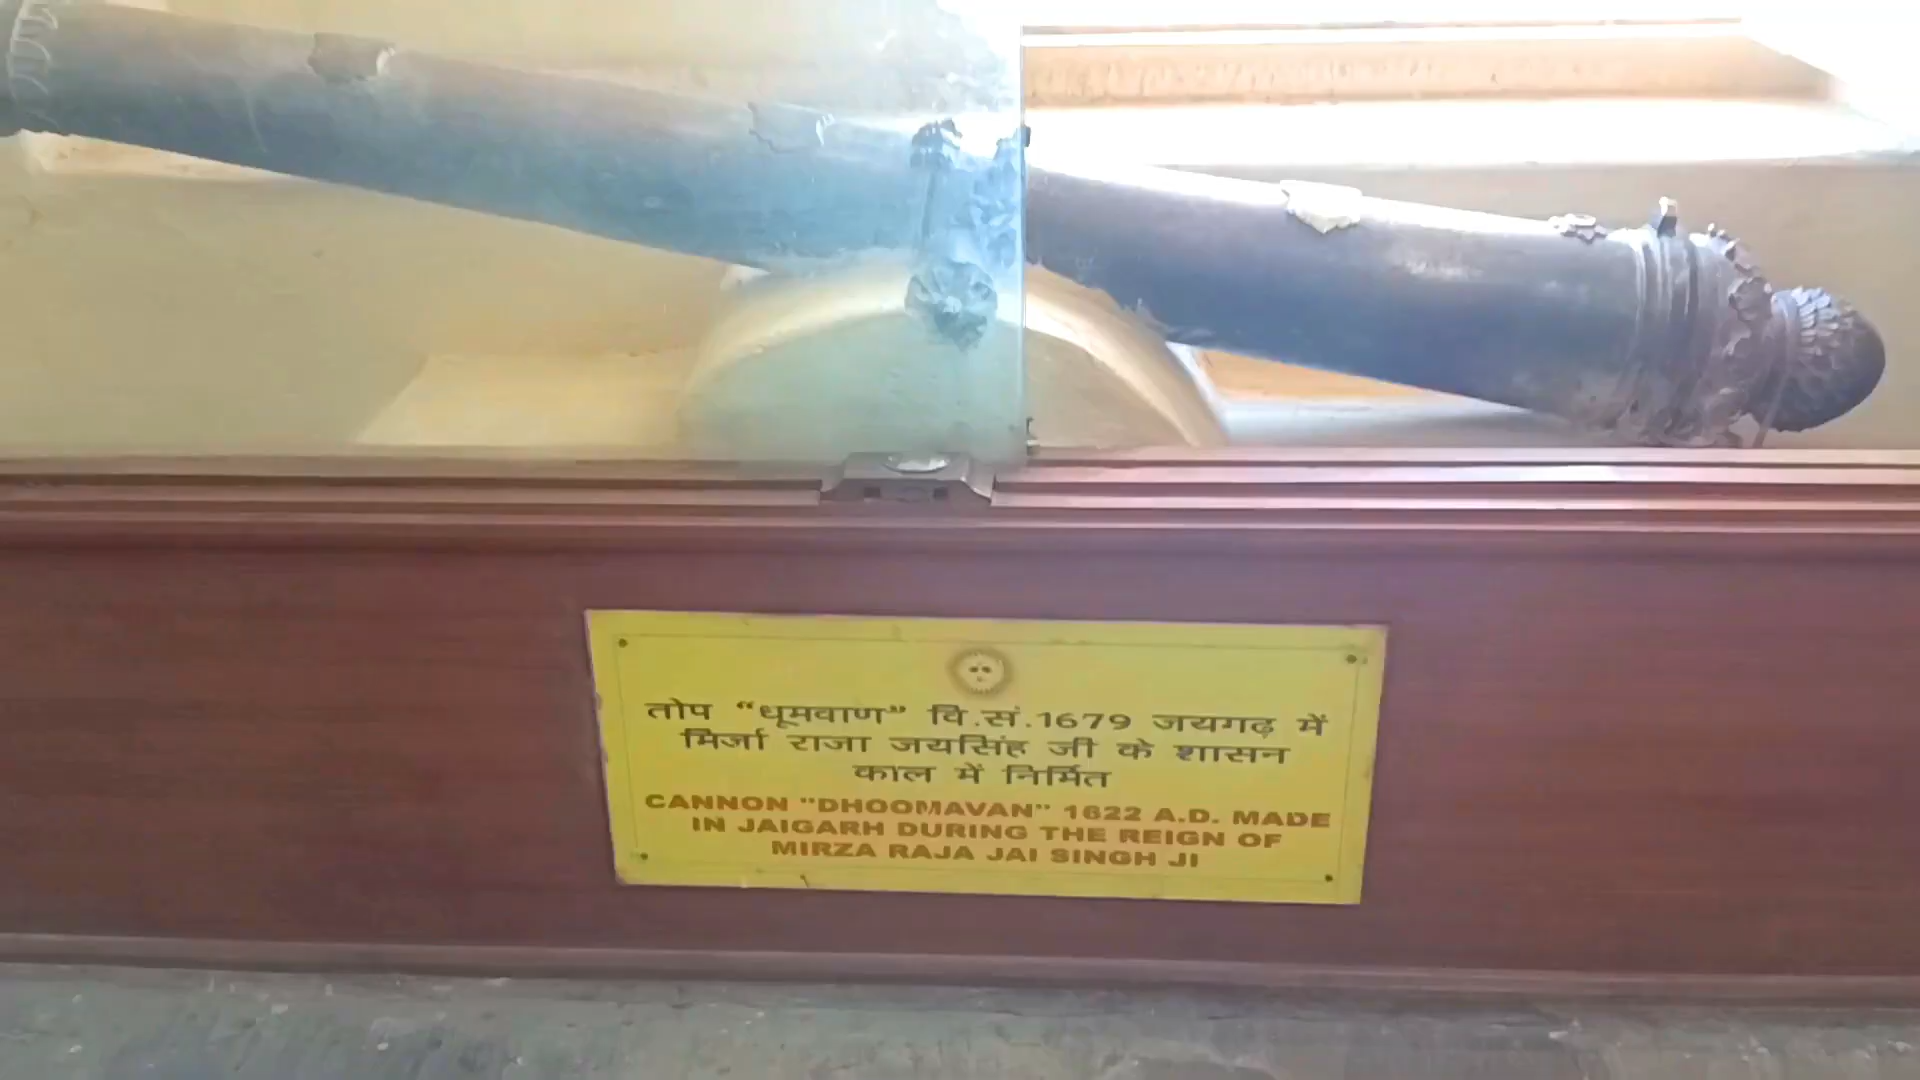 तोप “धूमवाण” वि.सं.1679 जयगढ़ में
मिर्जा राजा जयसिंह जी के शासन
काल में निर्मित
CANNON "DHOOMAVAN" 1622 A.D. MADE
IN JAIGARH DURING THE REIGN OF
MIRZA RAJA JAI SINGH JI